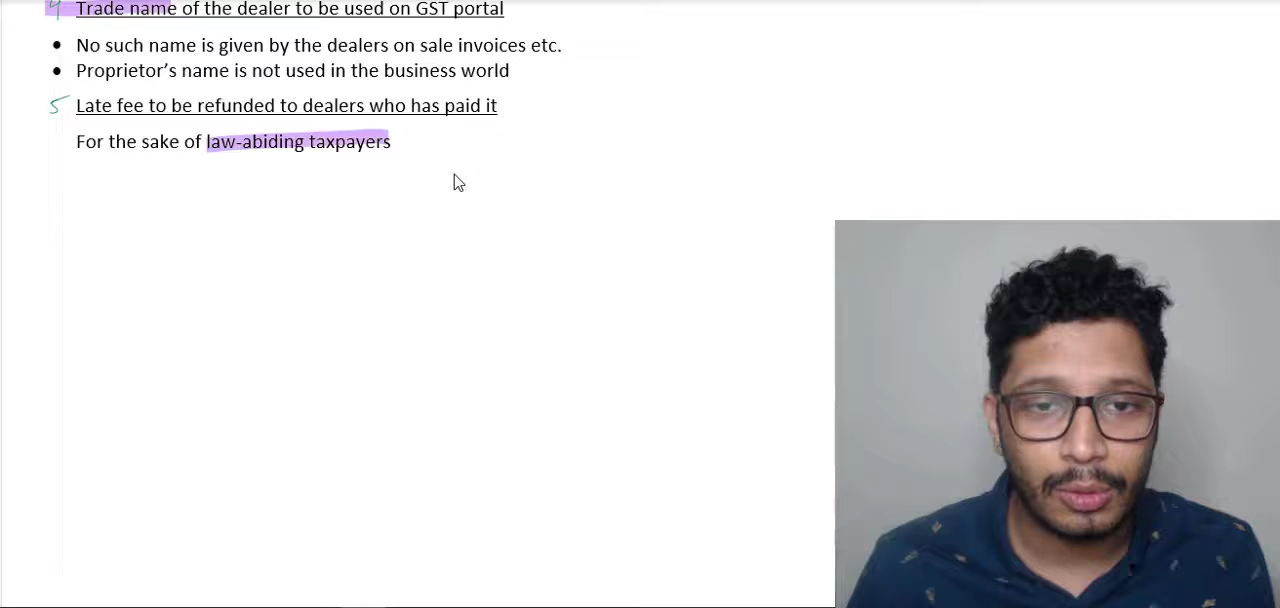 4 Trade name of the dealer to be used on GST portal
• No such name is given by the dealers on sale invoices etc.
• Proprietor’s name is not used in the business world
5 Late fee to be refunded to dealers who has paid it
For the sake of law-abiding taxpayers